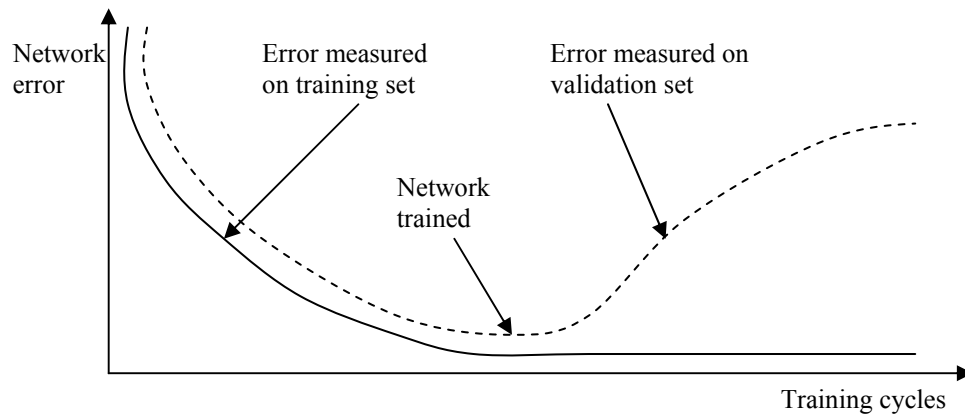 Network
error
Error measured
on training set
Error measured on
validation set
Network
trained
Training cycles